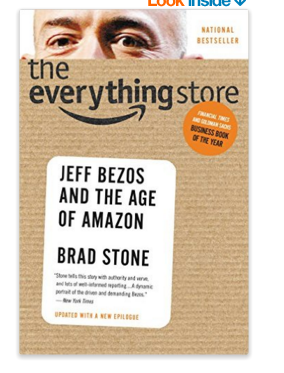 Look Inside
NATIONAL
BESTSELLER
the
everythingstore
FINANCIAL TIMES
AND GOLDMAN SACHS
BUSINESS BOOK
OF THE YEAR
JEFF BEZOS
AND THE AGE
OF AMAZON
BRAD STONE
"Stone tells this story with authority and verve,
and lots of well-informed reporting... A dynamic
portrait of the driven and demanding Bezos."
— New York Times
UPDATED WITH A NEW EPILOGUE